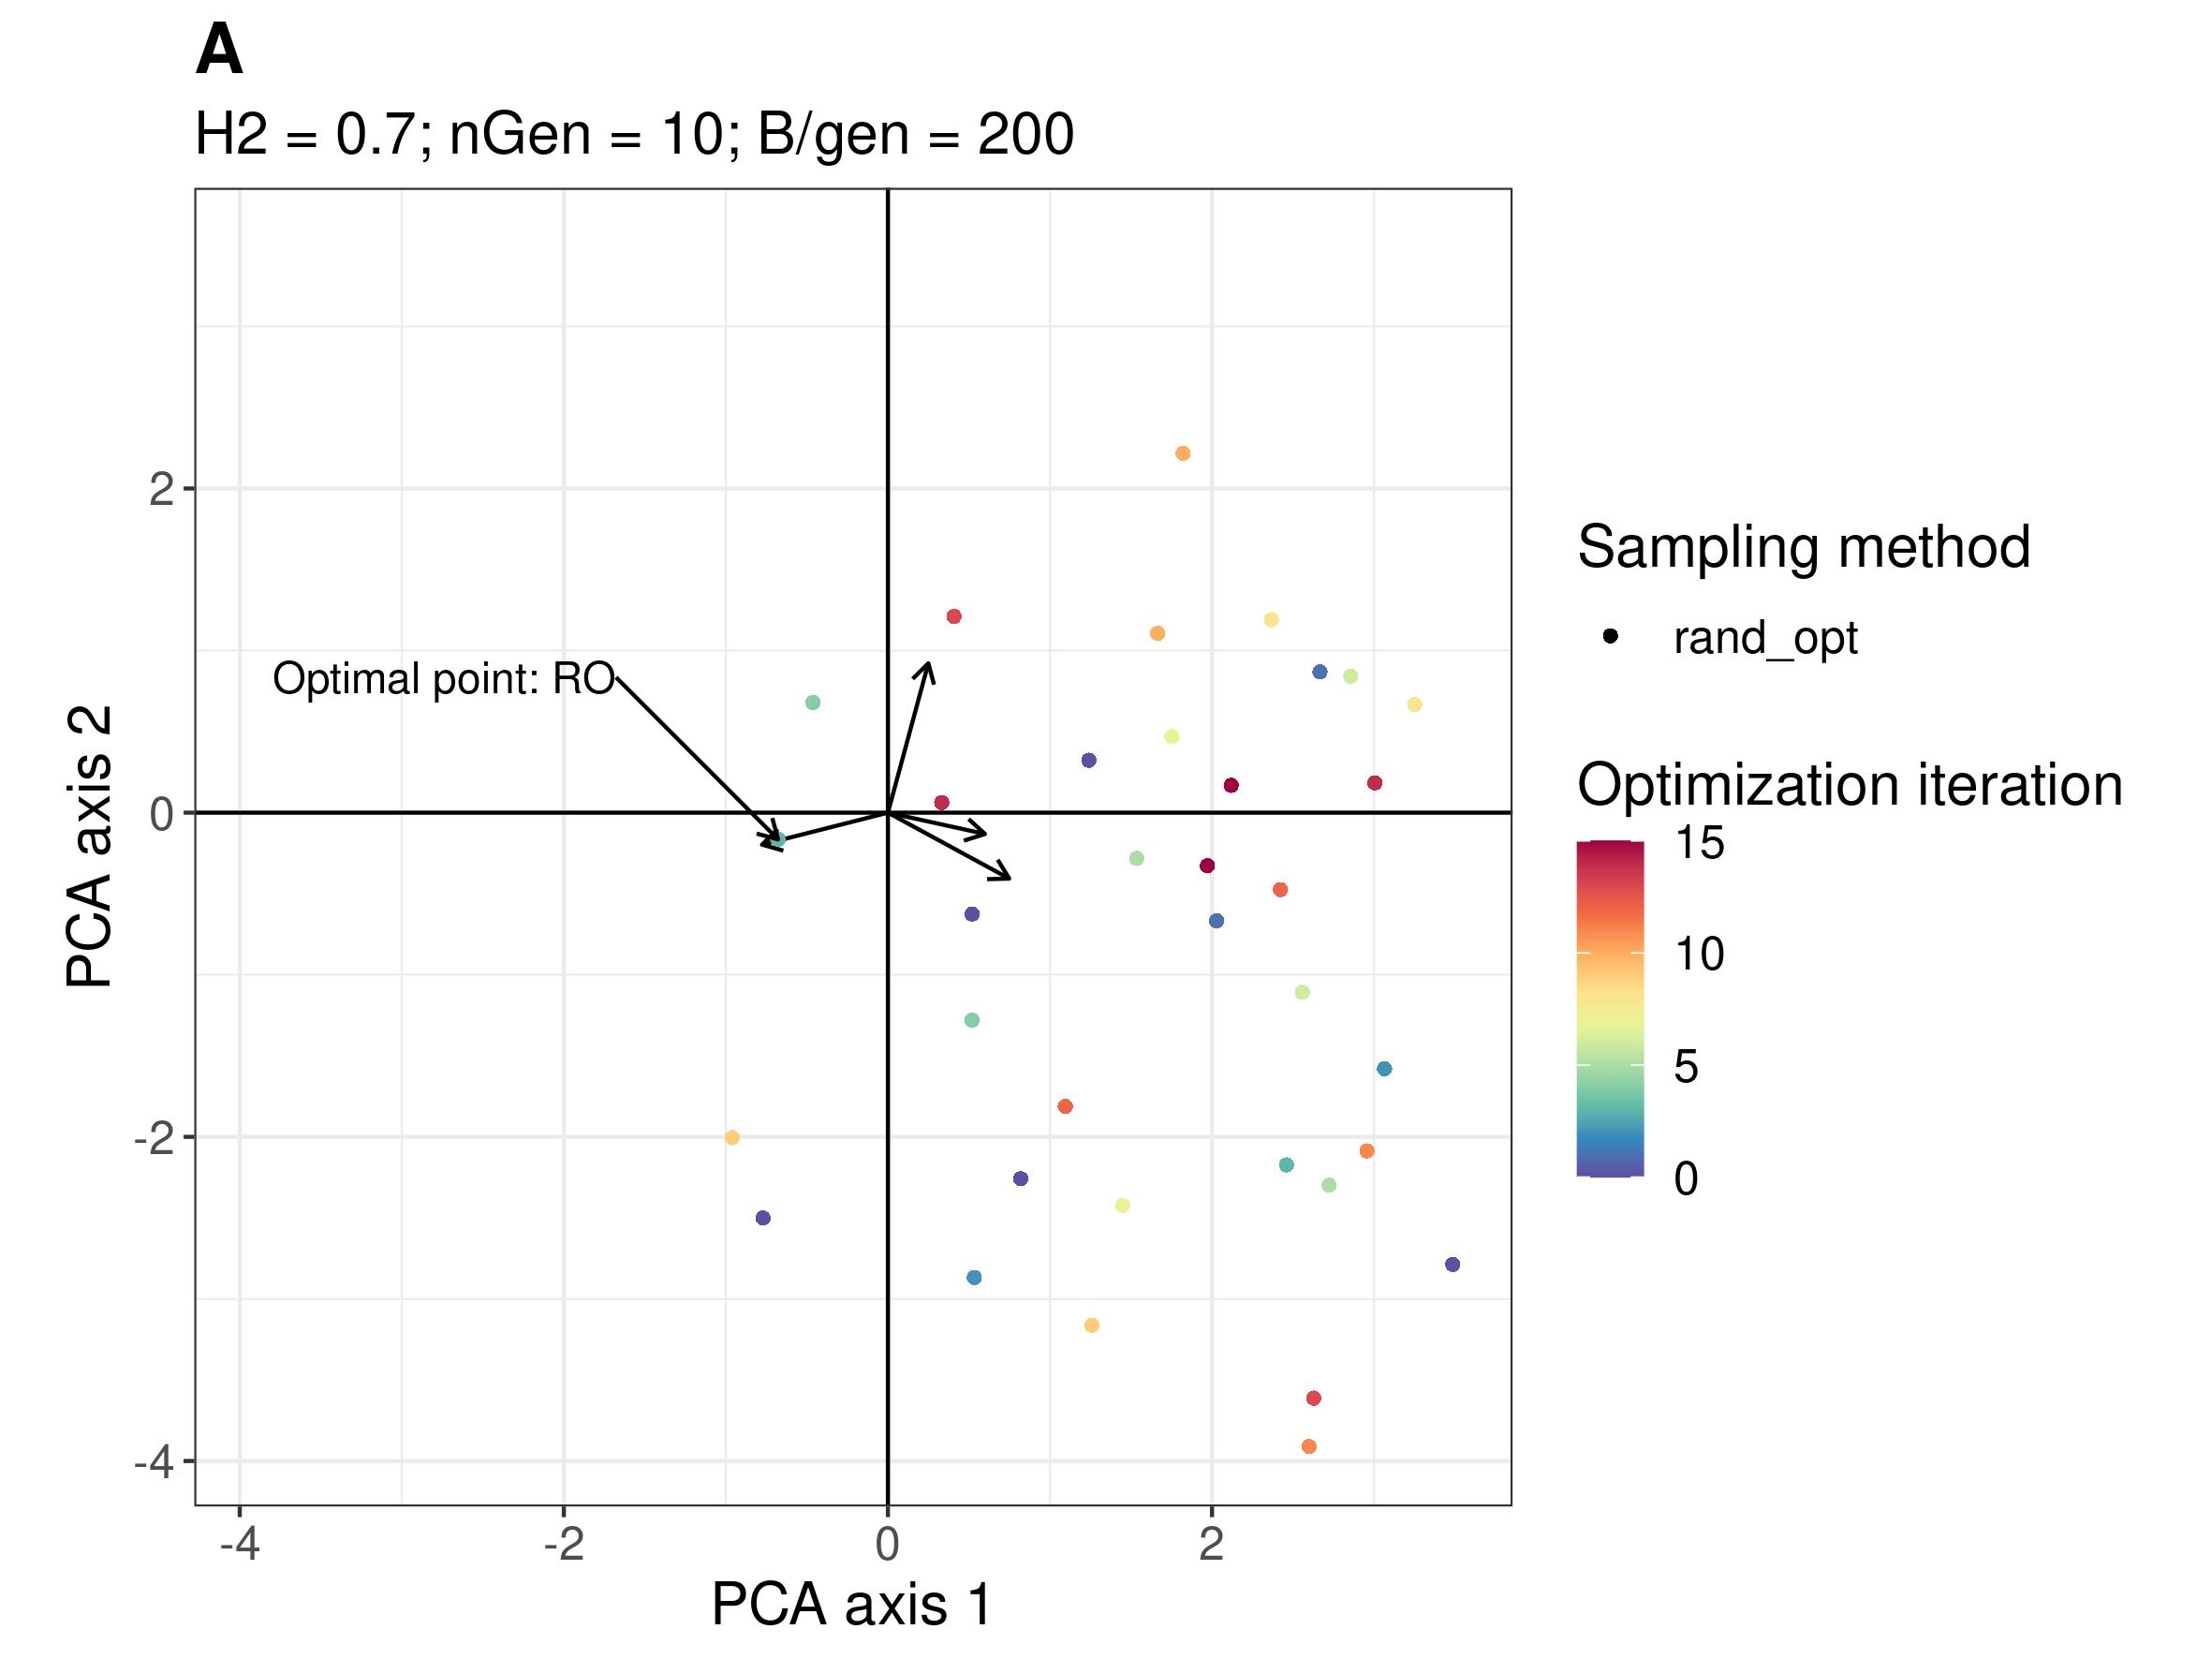 A
H2 = 0.7; nGen = 10; B/gen = 200
Optimal point: RO
2
0
-2
-4
-4
-2
0
2
PCA axis 1
PCA axis 2
Sampling method
rand_opt
Optimization iteration
15
10
5
0